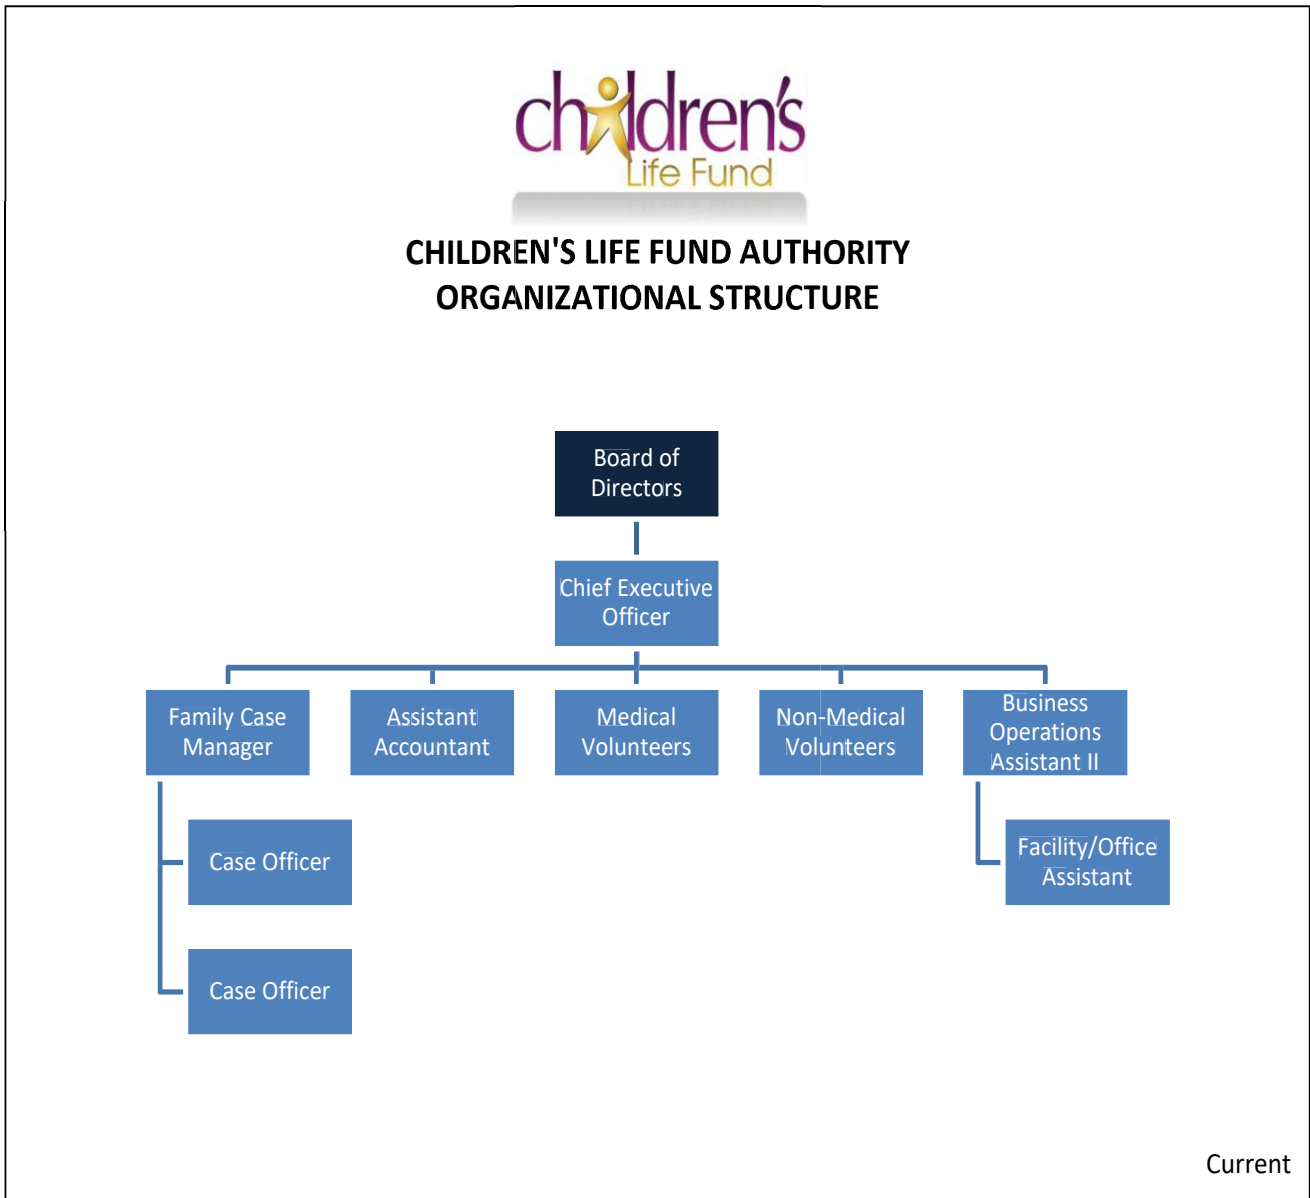 children's
Life Fund
CHILDREN'S LIFE FUND AUTHORITY
ORGANIZATIONAL STRUCTURE
Board of
Directors
Chief Executive
Officer
Family Case
Manager
Assistant
Accountant
Medical
Volunteers
Non-Medical
Volunteers
Business
Operations
Assistant II
Case Officer
Facility/Office
Assistant
Case Officer
Current